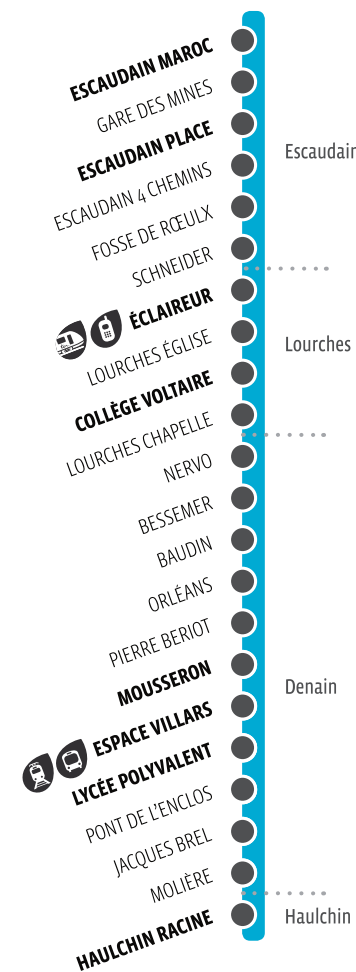 ESCAUDAIN MAROC
GARE DES MINES
ESCAUDAIN PLACE
ESCAUDAIN 4 CHEMINS
FOSSE DE RŒULX
SCHNEIDER
Escaudain
ÉCLAIREUR
LOURCHES ÉGLISE
COLLÈGE VOLTAIRE
LOURCHES CHAPELLE
Lourches
NERVO
BESSEMER
BAUDIN
ORLÉANS
PIERRE BERIOT
MOUSSERON
ESPACE VILLARS
LYCÉE POLYVALENT
PONT DE L'ENCLOS
JACQUES BREL
MOLIÈRE
Denain
HAULCHIN RACINE
Haulchin